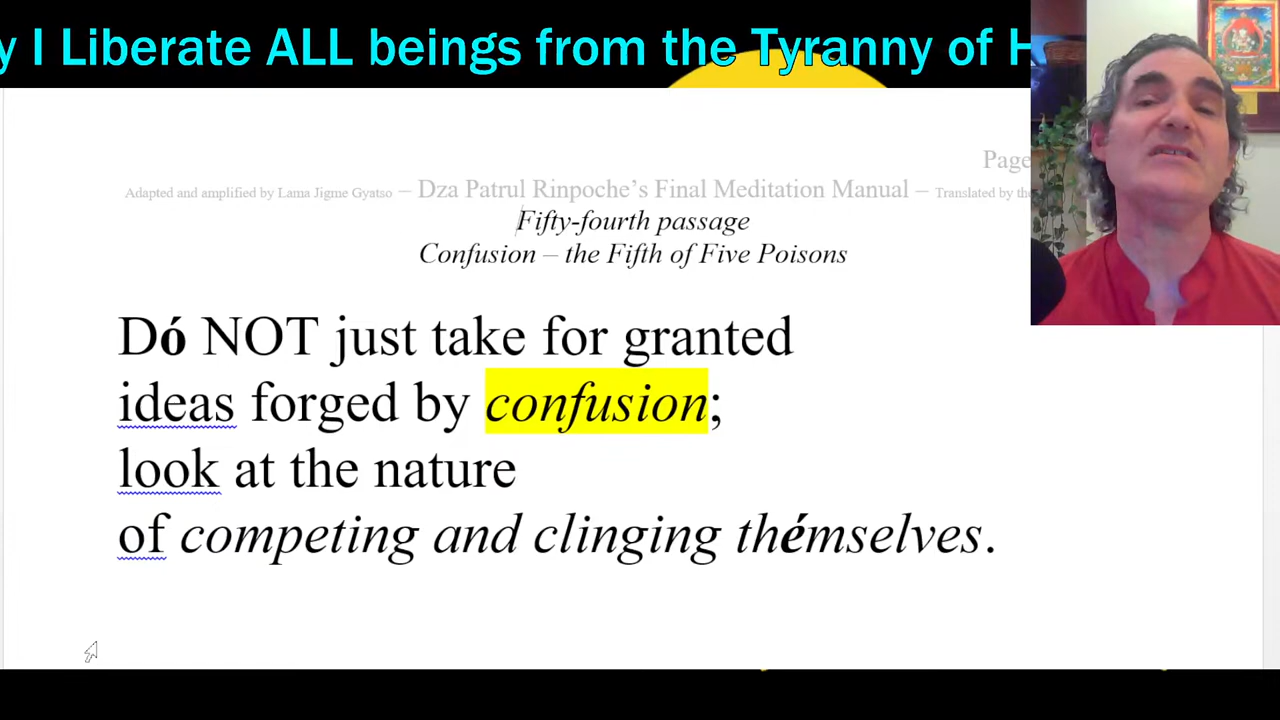 y I Liberate ALL beings from the Tyranny of H
Page
Adapted and amplified by Lama Jigme Gyatso – Dza Patrul Rinpoche's Final Meditation Manual – Translated by the
Fifty-fourth passage
Confusion – the Fifth of Five Poisons
Dó NOT just take for granted
ideas forged by confusion;
look at the nature
of competing and clinging thémselves.